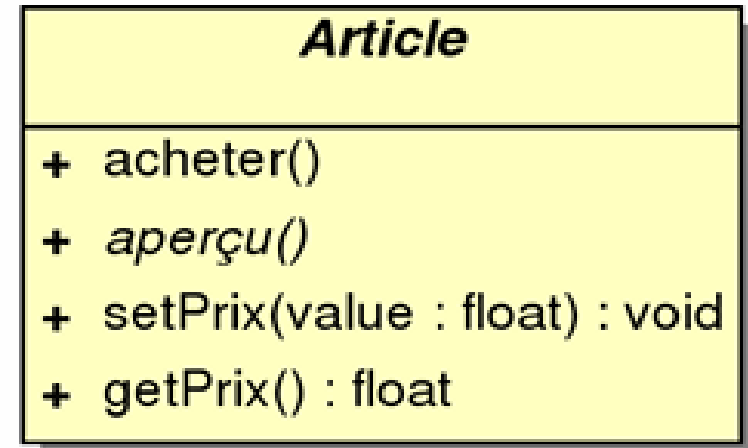 Article
+ acheter()
+ aperçu()
+ setPrix(value : float) : void
+ getPrix() : float